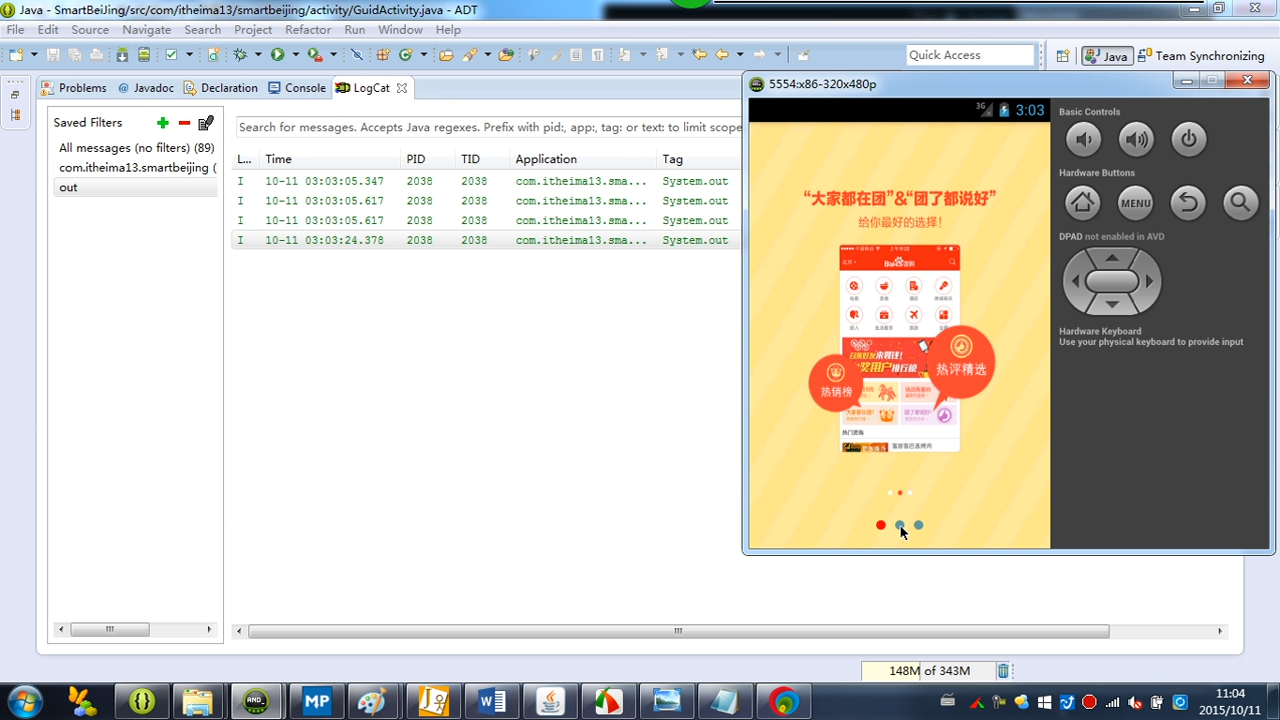 Java - SmartBeiJing/src/com/itheima13/smartbeijing/activity/GuidActivity.java - ADT
File Edit Source Navigate Search Project Refactor Run Window Help
Quick Access
Java
Team Synchronizing
Problems Javadoc Declaration Console LogCat
Saved Filters
All messages (no filters) (89)
com.itheima13.smartbeijing (
out
Search for messages. Accepts Java regexes. Prefix with pid:, app:, tag: or text: to limit scope
L... Time PID TID Application Tag
I 10-11 03:03:05.347 2038 2038 com.itheima13.sma... System.out
I 10-11 03:03:05.617 2038 2038 com.itheima13.sma... System.out
I 10-11 03:03:05.617 2038 2038 com.itheima13.sma... System.out
I 10-11 03:03:24.378 2038 2038 com.itheima13.sma... System.out
5554:x86-320x480p
3G 3:03
“大家都在团”&“团了都说好”
给你最好的选择!
热评精选
热销榜
热门团购
Basic Controls
Hardware Buttons
MENU
DPAD not enabled in AVD
Hardware Keyboard
Use your physical keyboard to provide input
148M of 343M
AND_
MP
11:04
2015/10/11